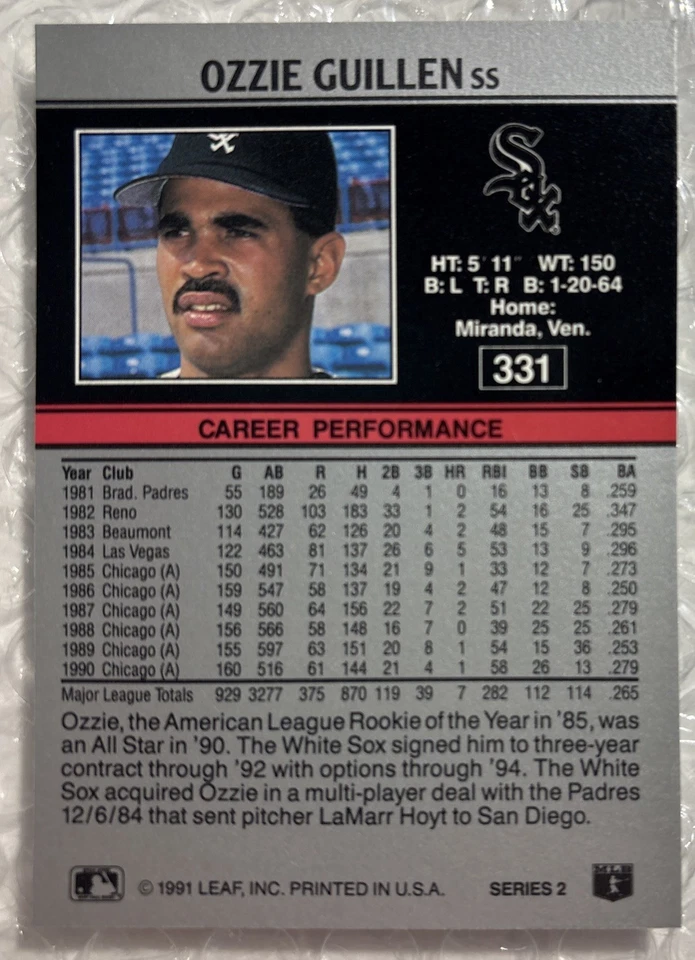 OZZIE GUILLEN SS
Sox
HT: 5' 11" WT: 150
B: L T: R B: 1-20-64
Home:
Miranda, Ven.
331
CAREER PERFORMANCE
Year Club G AB R H 2B 3B HR RBI BB SB BA
1981 Brad. Padres 55 189 26 49 4 1 0 16 13 8 .259
1982 Reno 130 528 103 183 33 1 2 54 16 25 .347
1983 Beaumont 114 427 62 126 20 4 2 48 15 7 .295
1984 Las Vegas 122 463 81 137 26 6 5 53 13 9 .296
1985 Chicago (A) 150 491 71 134 21 9 1 33 12 7 .273
1986 Chicago (A) 159 547 58 137 19 4 2 47 12 8 .250
1987 Chicago (A) 149 560 64 156 22 7 2 51 22 25 .279
1988 Chicago (A) 156 566 58 148 16 7 0 39 25 25 .261
1989 Chicago (A) 155 597 63 151 20 8 1 54 15 36 .253
1990 Chicago (A) 160 516 61 144 21 4 1 58 26 13 .279
Major League Totals 929 3277 375 870 119 39 7 282 112 114 .265
Ozzie, the American League Rookie of the Year in '85, was
an All Star in '90. The White Sox signed him to three-year
contract through '92 with options through '94. The White
Sox acquired Ozzie in a multi-player deal with the Padres
12/6/84 that sent pitcher LaMarr Hoyt to San Diego.
© 1991 LEAF, INC. PRINTED IN U.S.A. SERIES 2
MLB